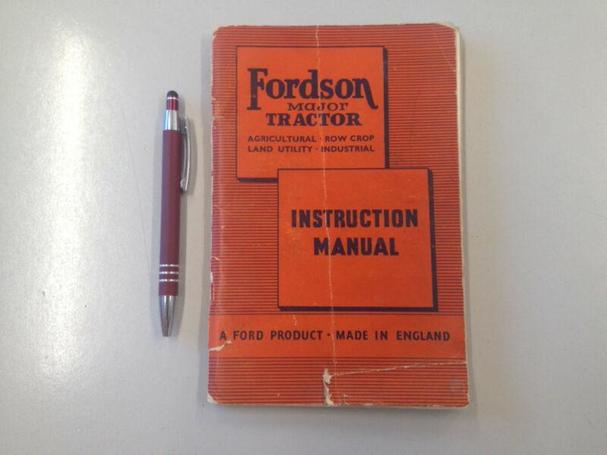 Fordson
Major
TRACTOR
AGRICULTURAL · ROW CROP
LAND UTILITY · INDUSTRIAL
INSTRUCTION
MANUAL
A FORD PRODUCT · MADE IN ENGLAND